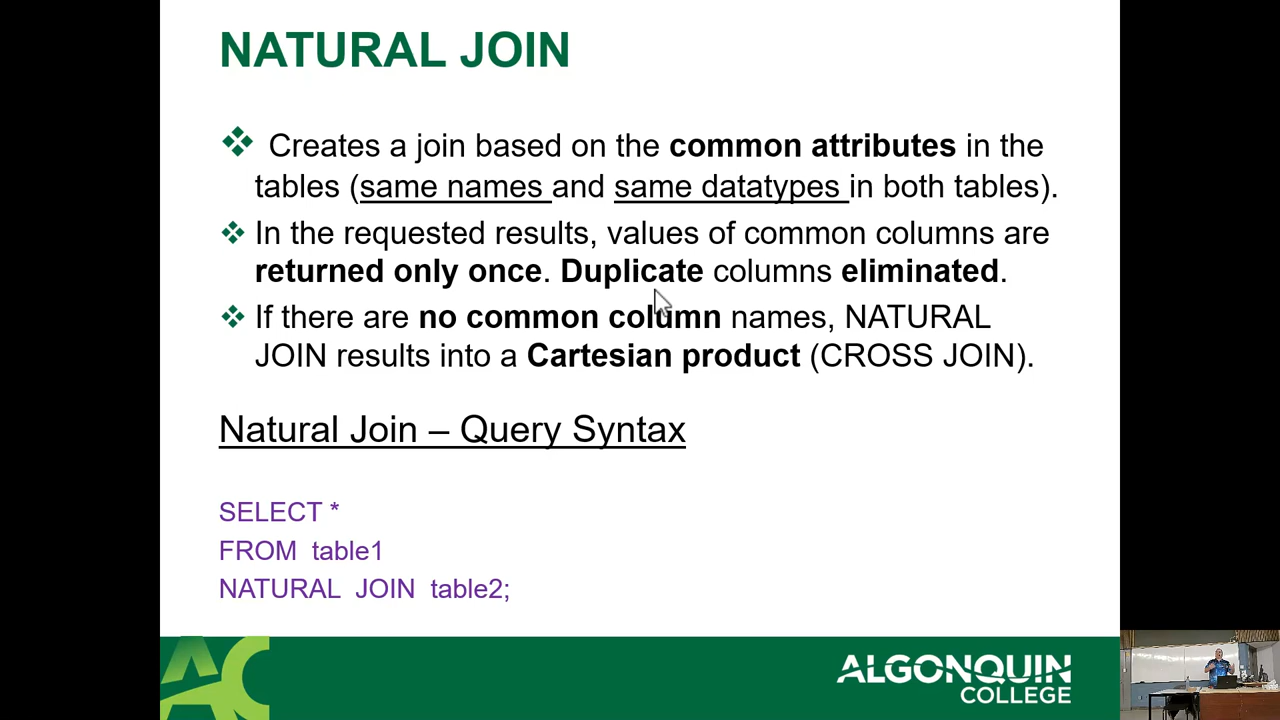 NATURAL JOIN
❖ Creates a join based on the common attributes in the
tables (same names and same datatypes in both tables).
❖ In the requested results, values of common columns are
returned only once. Duplicate columns eliminated.
❖ If there are no common column names, NATURAL
JOIN results into a Cartesian product (CROSS JOIN).
Natural Join – Query Syntax
SELECT *
FROM table1
NATURAL JOIN table2;
AC
ALGONQUIN
COLLEGE